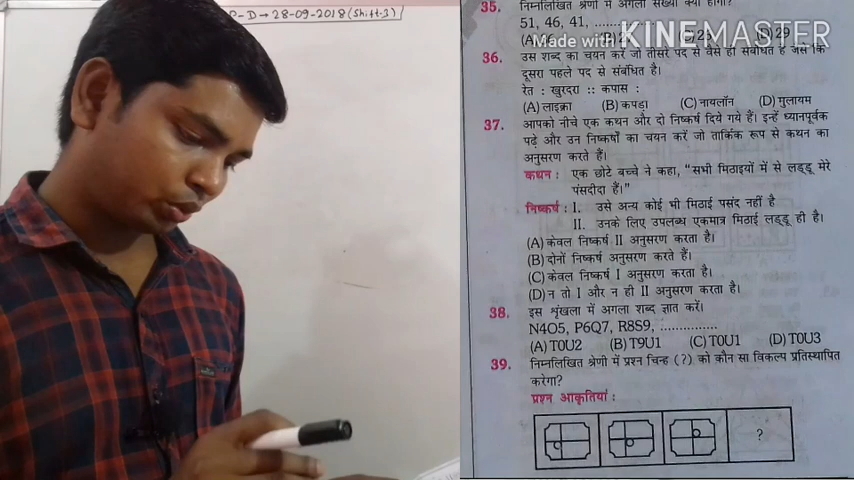 -D→28-09-2018(Shift-3)
35. निम्नलिखित श्रेणी में अगली संख्या क्या होगी?
51, 46, 41, ...............
(D) 29
Made with KINEMASTER
36. उस शब्द का चयन करें जो तीसरे पद से वैसे ही संबंधित है जैसे कि
दूसरा पहले पद से संबंधित है।
रेत : खुरदरा :: कपास :
(A) लाइक्रा (B) कपड़ा (C) नायलॉन (D) मुलायम
37. आपको नीचे एक कथन और दो निष्कर्ष दिये गये हैं। इन्हें ध्यानपूर्वक
पढ़े और उन निष्कर्षों का चयन करें जो तार्किक रूप से कथन का
अनुसरण करते हैं।
कथन : एक छोटे बच्चे ने कहा, "सभी मिठाइयों में से लड्डू मेरे
पंसदीदा हैं।"
निष्कर्ष : I. उसे अन्य कोई भी मिठाई पसंद नहीं है
II. उनके लिए उपलब्ध एकमात्र मिठाई लड्डू ही है।
(A) केवल निष्कर्ष II अनुसरण करता है।
(B) दोनों निष्कर्ष अनुसरण करते हैं।
(C) केवल निष्कर्ष I अनुसरण करता है।
(D) न तो I और न ही II अनुसरण करता है।
38. इस श्रृंखला में अगला शब्द ज्ञात करें।
N4O5, P6Q7, R8S9, ...............
(A) T0U2 (B) T9U1 (C) T0U1 (D) T0U3
39. निम्नलिखित श्रेणी में प्रश्न चिन्ह (?) को कौन सा विकल्प प्रतिस्थापित
करेगा?
प्रश्न आकृतियां :
?